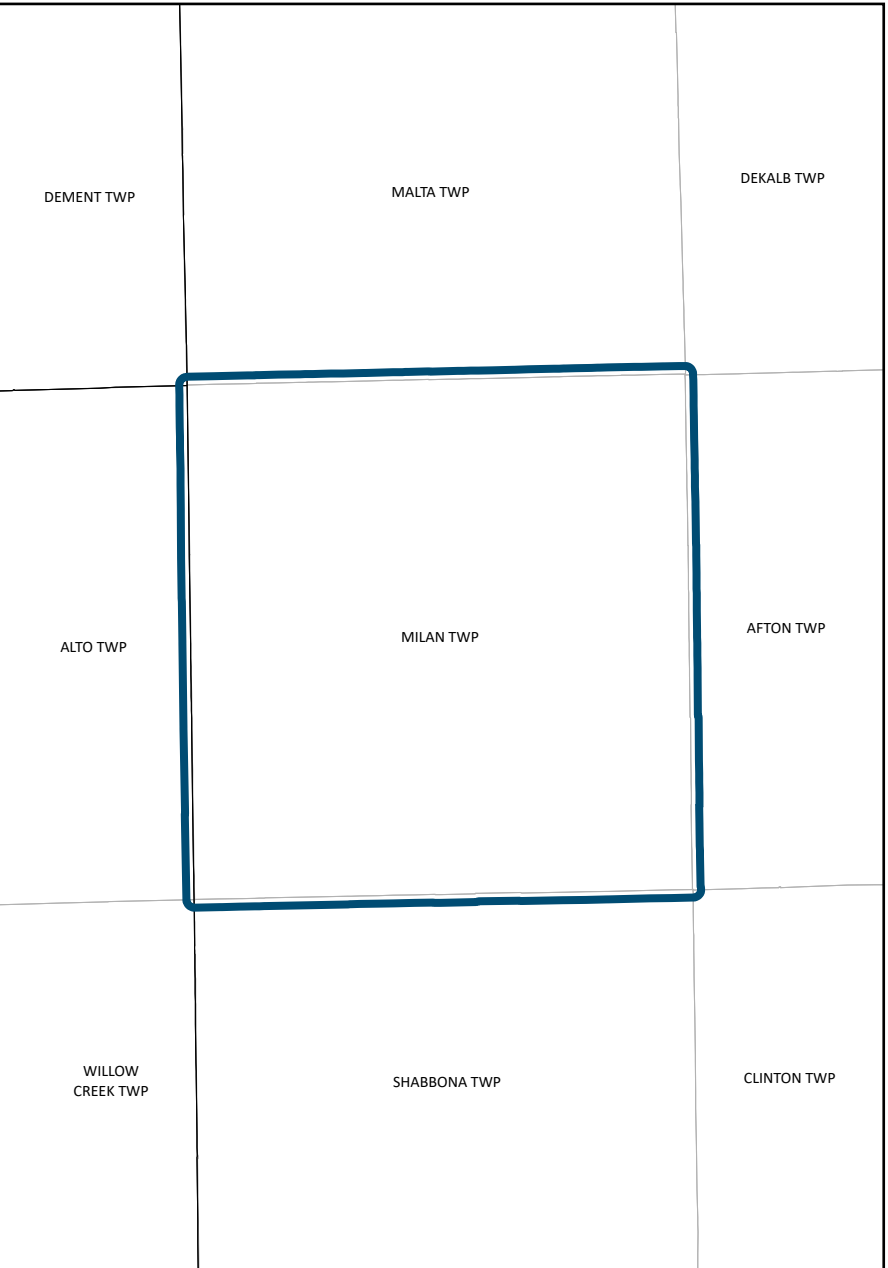 DEMENT TWP
MALTA TWP
DEKALB TWP
ALTO TWP
MILAN TWP
AFTON TWP
WILLOW
CREEK TWP
SHABBONA TWP
CLINTON TWP